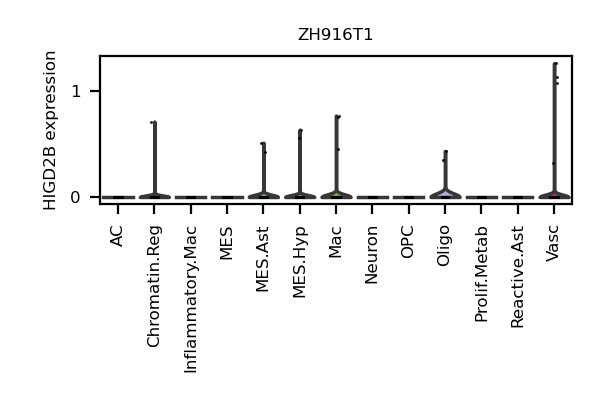 ZH916T1
HIGD2B expression
1
0
AC
Chromatin.Reg
Inflammatory.Mac
MES
MES.Ast
MES.Hyp
Mac
Neuron
OPC
Oligo
Prolif.Metab
Reactive.Ast
Vasc